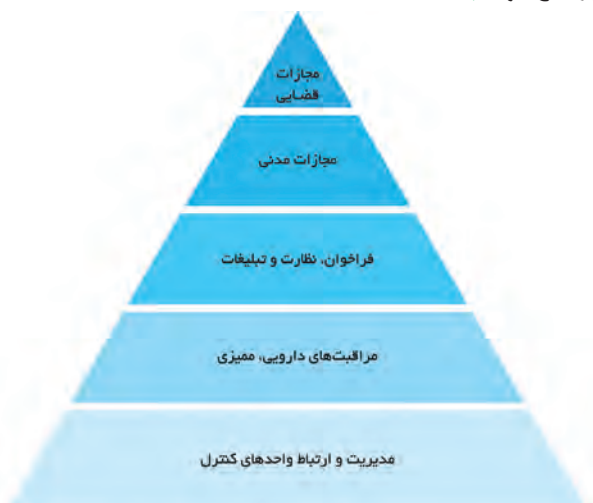 مجازات
قضایی
مجازات مدنی
فراخوان، نظارت و تبلیغات
مراقبت‌های دارویی، ممیزی
مدیریت و ارتباط واحدهای کنترل